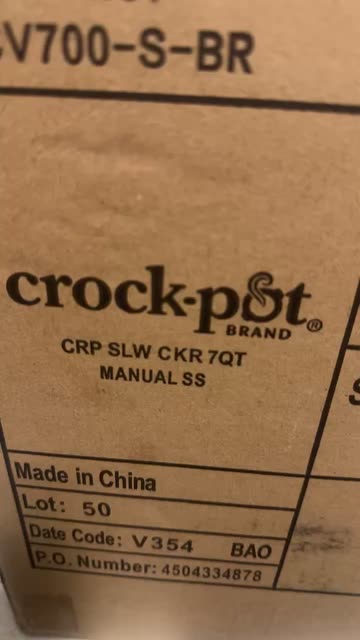 V700-S-BR
crock-pot®
BRAND
CRP SLW CKR 7QT
MANUAL SS
Made in China
Lot: 50
Date Code: V354 BAO
P.O. Number: 4504334878